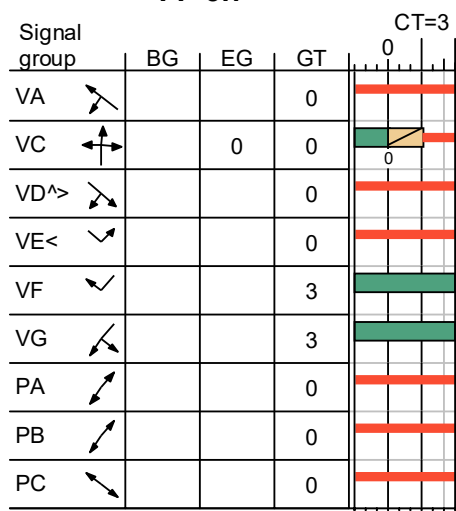 CT=3
Signal
group BG EG GT 0
VA 0
VC 0 0
0
VD^> 0
VE< 0
VF 3
VG 3
PA 0
PB 0
PC 0